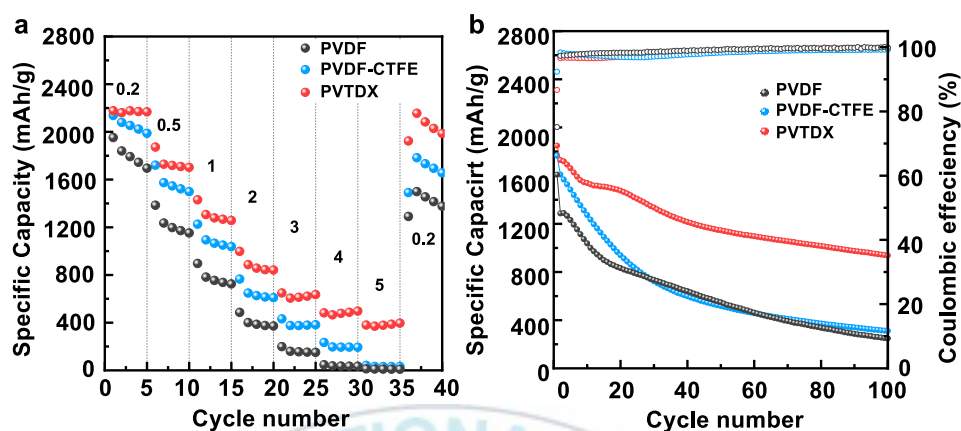 a
2800
2400
2000
1600
1200
800
400
0
Specific Capacity (mAh/g)
PVDF
PVDF-CTFE
PVTDX
0.2
0.5
1
2
3
4
5
0.2
0 5 10 15 20 25 30 35 40
Cycle number
b
2800
2400
2000
1600
1200
800
400
0
Specific Capacirt (mAh/g)
PVDF
PVDF-CTFE
PVTDX
100
80
60
40
20
0
Coulombic effeciency (%)
0 20 40 60 80 100
Cycle number